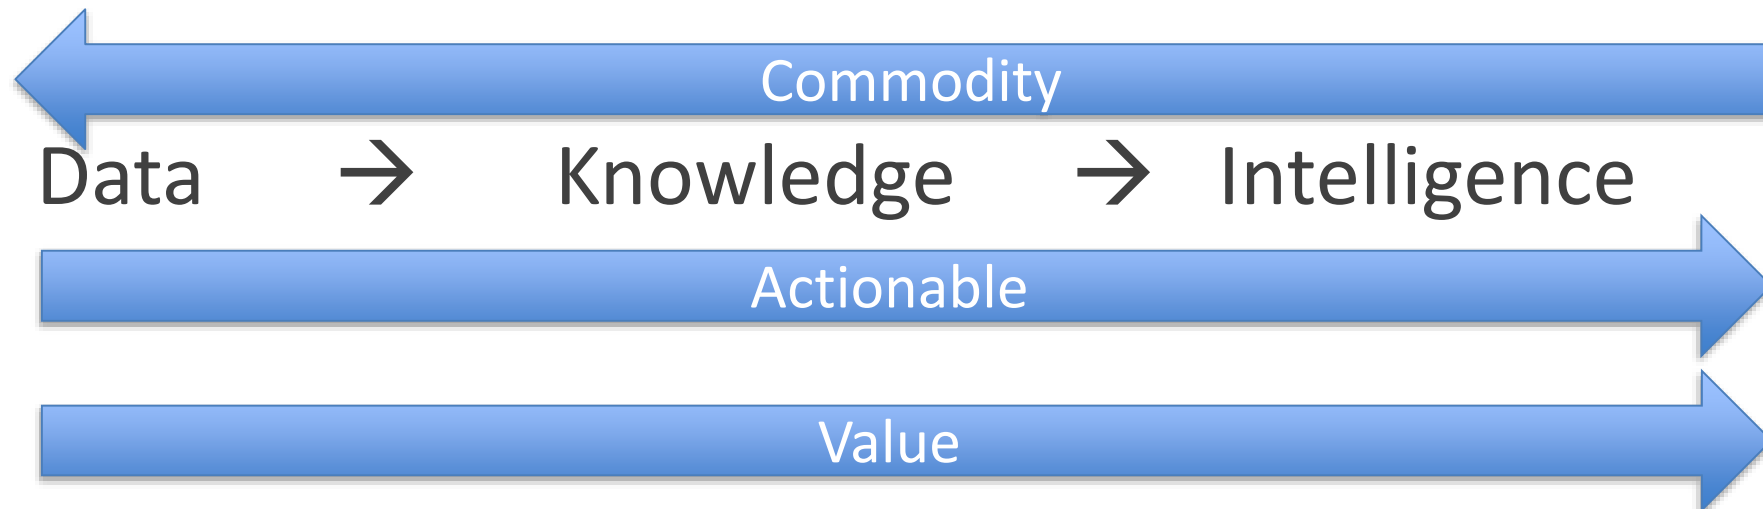 Commodity
Data → Knowledge → Intelligence
Actionable
Value